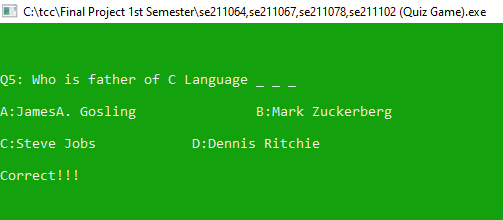 C:\tcc\Final Project 1st Semester\se211064,se211067,se211078,se211102 (Quiz Game).exe
Q5: Who is father of C Language _ _ _
A:JamesA. Gosling B:Mark Zuckerberg
C:Steve Jobs D:Dennis Ritchie
Correct!!!